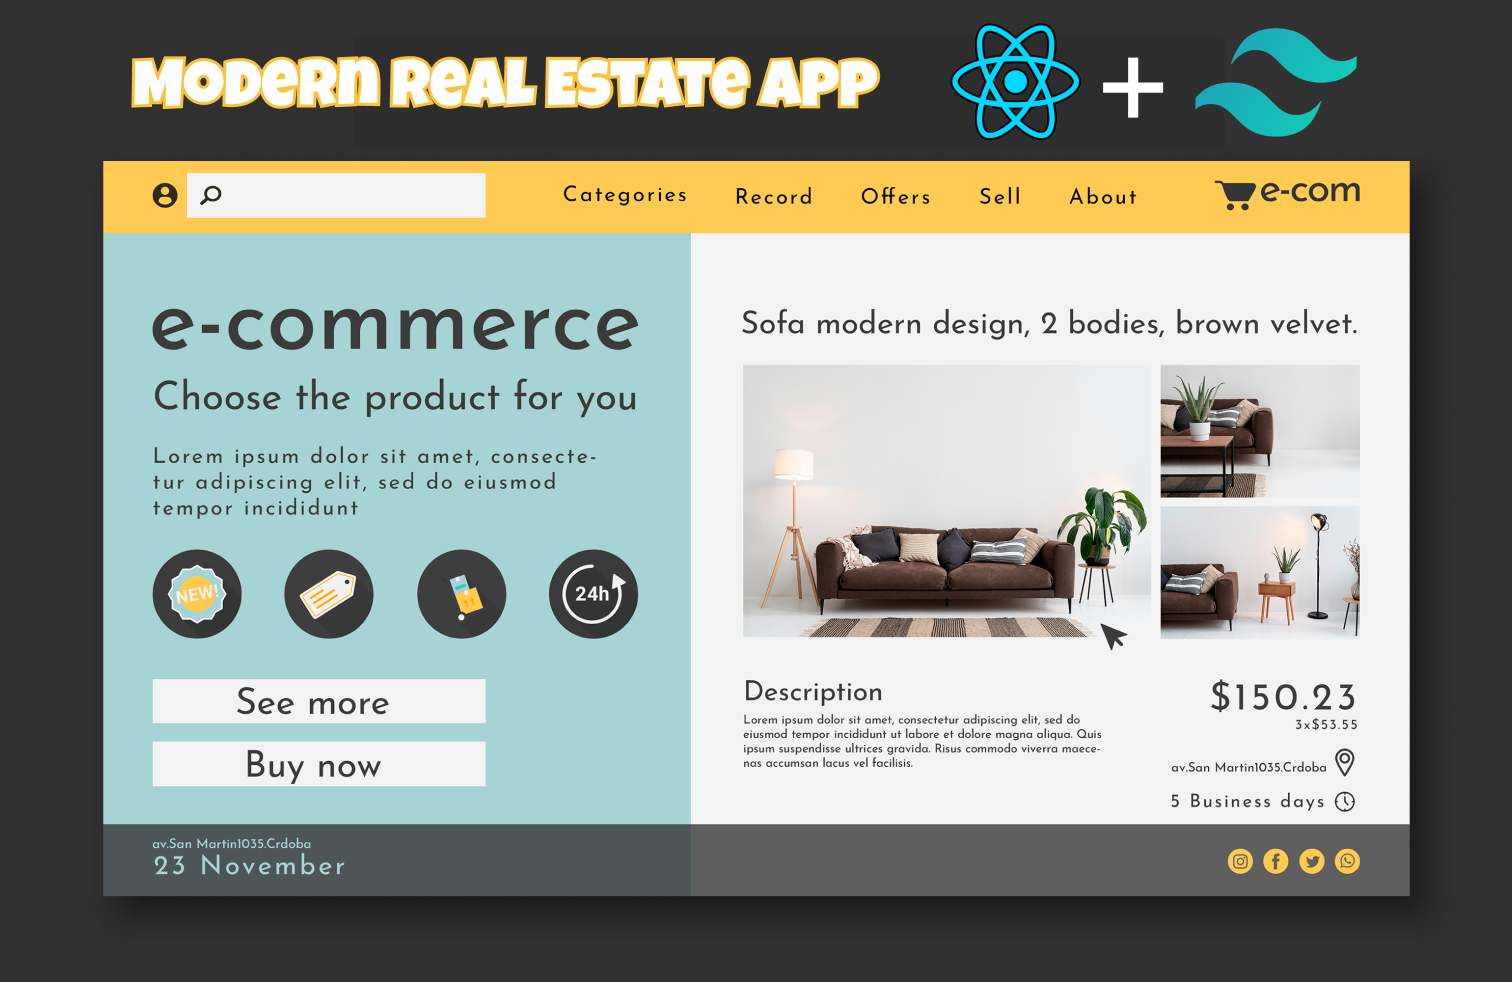 Modern Real Estate App
Categories
Record
Offers
Sell
About
e-com
e-commerce
Choose the product for you
Lorem ipsum dolor sit amet, consecte-
tur adipiscing elit, sed do eiusmod
tempor incididunt
NEW!
24h
See more
Buy now
Sofa modern design, 2 bodies, brown velvet.
Description
Lorem ipsum dolor sit amet, consectetur adipiscing elit, sed do
eiusmod tempor incididunt ut labore et dolore magna aliqua. Quis
ipsum suspendisse ultrices gravida. Risus commodo viverra maece-
nas accumsan lacus vel facilisis.
$150.23
3x$53.55
av.San Martin1035.Crdoba
5 Business days
av.San Martin1035.Crdoba
23 November